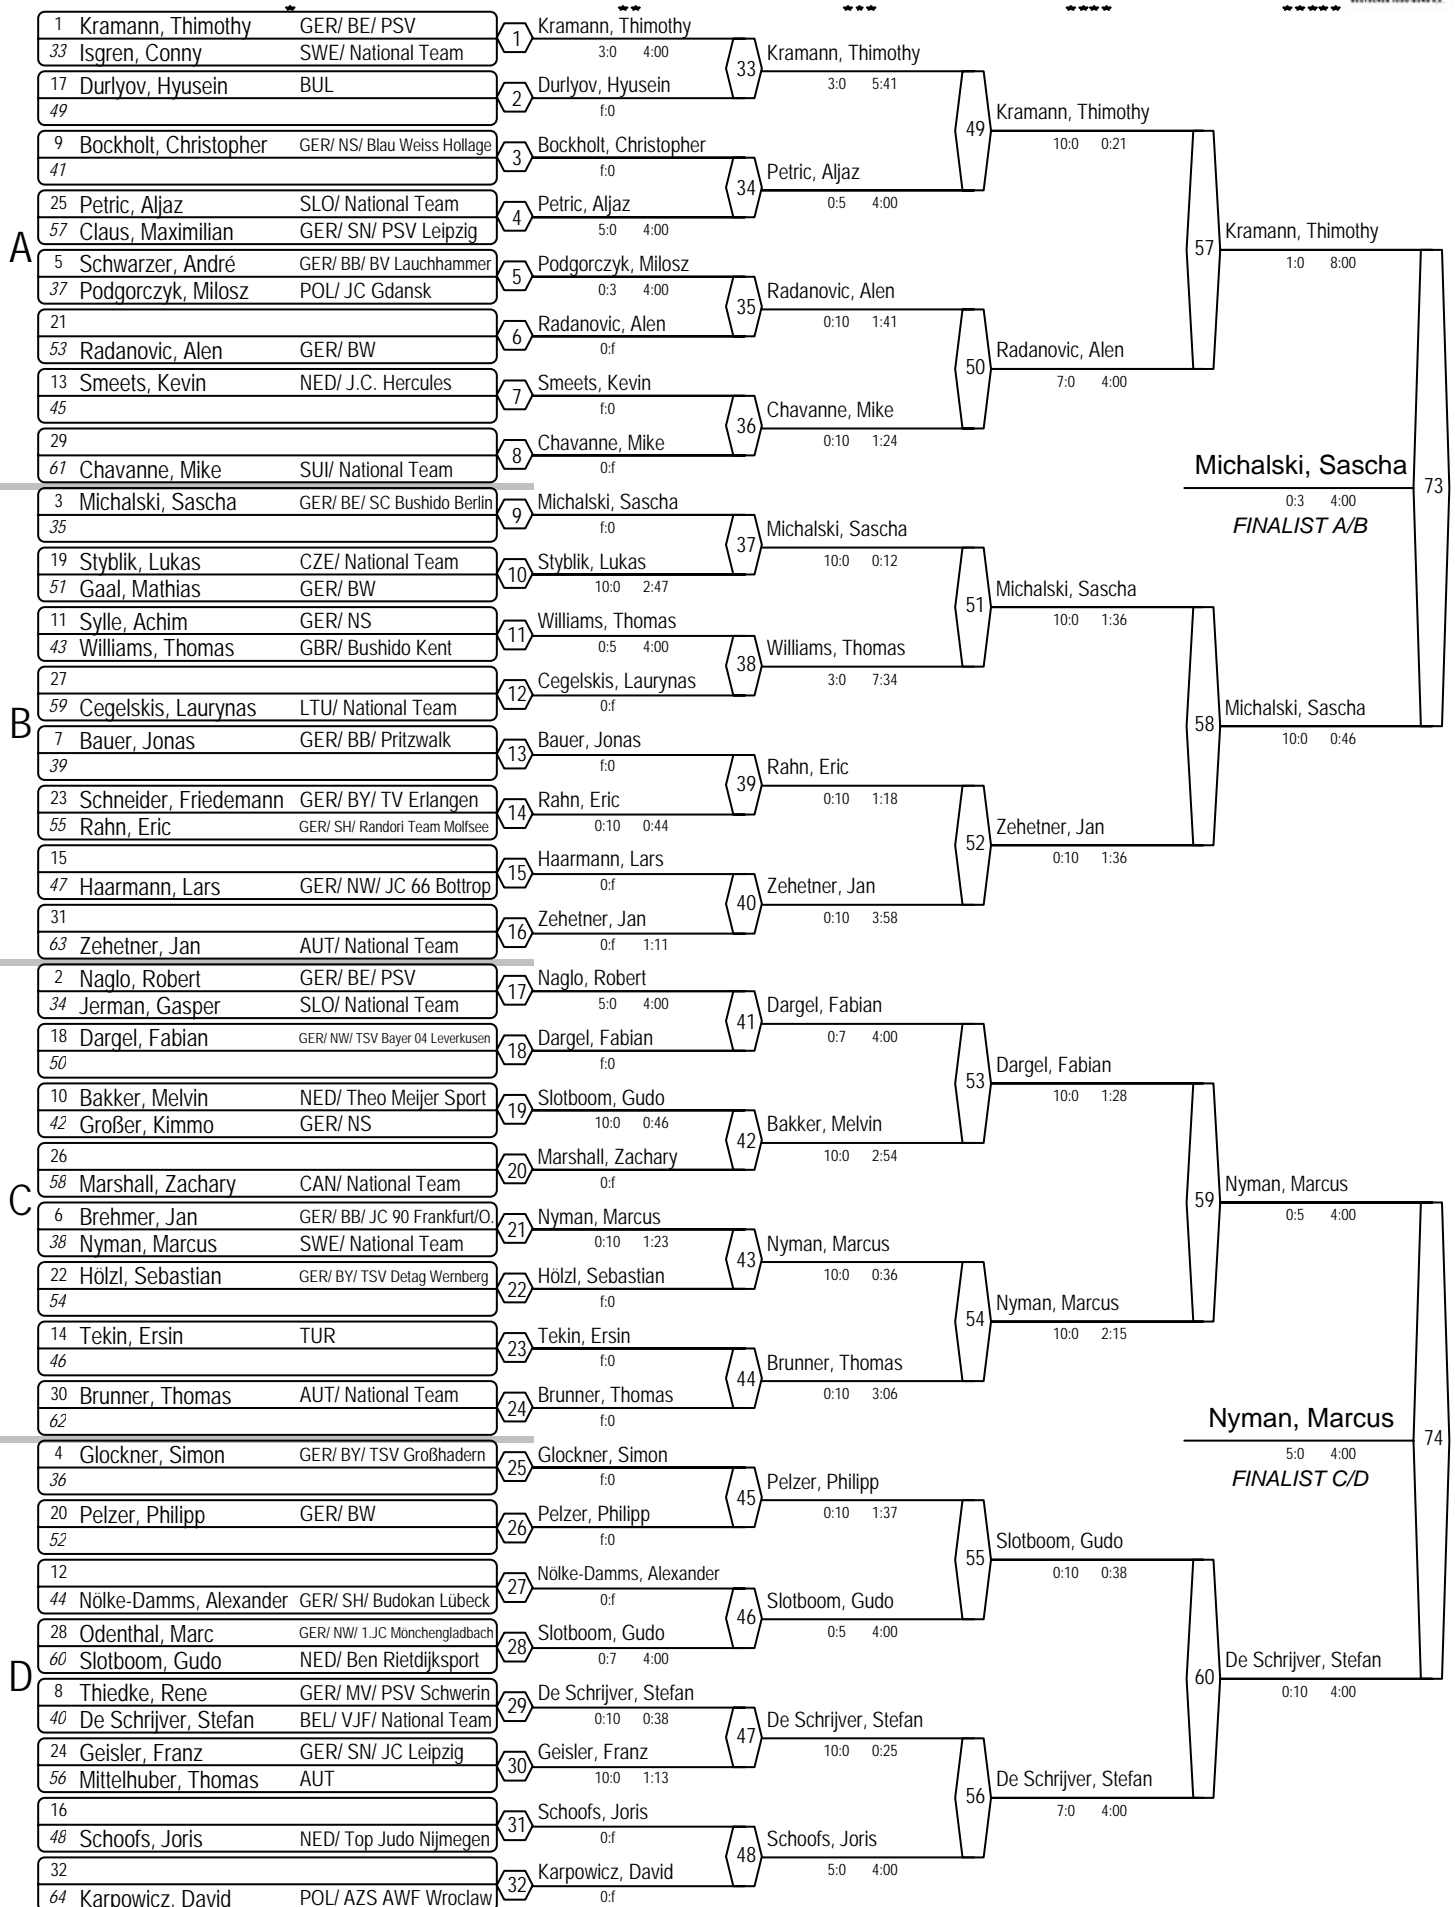 * ** *** **** *****
A
1 Kramann, Thimothy GER/ BE/ PSV
33 Isgren, Conny SWE/ National Team
17 Durlyov, Hyusein BUL
49
9 Bockholt, Christopher GER/ NS/ Blau Weiss Hollage
41
25 Petric, Aljaz SLO/ National Team
57 Claus, Maximilian GER/ SN/ PSV Leipzig
5 Schwarzer, André GER/ BB/ BV Lauchhammer
37 Podgorczyk, Milosz POL/ JC Gdansk
21
53 Radanovic, Alen GER/ BW
13 Smeets, Kevin NED/ J.C. Hercules
45
29
61 Chavanne, Mike SUI/ National Team
B
3 Michalski, Sascha GER/ BE/ SC Bushido Berlin
35
19 Styblik, Lukas CZE/ National Team
51 Gaal, Mathias GER/ BW
11 Sylle, Achim GER/ NS
43 Williams, Thomas GBR/ Bushido Kent
27
59 Cegelskis, Laurynas LTU/ National Team
7 Bauer, Jonas GER/ BB/ Pritzwalk
39
23 Schneider, Friedemann GER/ BY/ TV Erlangen
55 Rahn, Eric GER/ SH/ Randori Team Molfsee
15
47 Haarmann, Lars GER/ NW/ JC 66 Bottrop
31
63 Zehetner, Jan AUT/ National Team
C
2 Naglo, Robert GER/ BE/ PSV
34 Jerman, Gasper SLO/ National Team
18 Dargel, Fabian GER/ NW/ TSV Bayer 04 Leverkusen
50
10 Bakker, Melvin NED/ Theo Meijer Sport
42 Großer, Kimmo GER/ NS
26
58 Marshall, Zachary CAN/ National Team
6 Brehmer, Jan GER/ BB/ JC 90 Frankfurt/O.
38 Nyman, Marcus SWE/ National Team
22 Hölzl, Sebastian GER/ BY/ TSV Detag Wernberg
54
14 Tekin, Ersin TUR
46
30 Brunner, Thomas AUT/ National Team
62
D
4 Glockner, Simon GER/ BY/ TSV Großhadern
36
20 Pelzer, Philipp GER/ BW
52
12
44 Nölke-Damms, Alexander GER/ SH/ Budokan Lübeck
28 Odenthal, Marc GER/ NW/ 1.JC Mönchengladbach
60 Slotboom, Gudo NED/ Ben Rietdijksport
8 Thiedke, Rene GER/ MV/ PSV Schwerin
40 De Schrijver, Stefan BEL/ VJF/ National Team
24 Geisler, Franz GER/ SN/ JC Leipzig
56 Mittelhuber, Thomas AUT
16
48 Schoofs, Joris NED/ Top Judo Nijmegen
32
64 Karpowicz, David POL/ AZS AWF Wroclaw
1 Kramann, Thimothy
3:0 4:00
2 Durlyov, Hyusein
f:0
3 Bockholt, Christopher
f:0
4 Petric, Aljaz
5:0 4:00
5 Podgorczyk, Milosz
0:3 4:00
6 Radanovic, Alen
0:f
7 Smeets, Kevin
f:0
8 Chavanne, Mike
0:f
9 Michalski, Sascha
f:0
10 Styblik, Lukas
10:0 2:47
11 Williams, Thomas
0:5 4:00
12 Cegelskis, Laurynas
0:f
13 Bauer, Jonas
f:0
14 Rahn, Eric
0:10 0:44
15 Haarmann, Lars
0:f
16 Zehetner, Jan
0:f 1:11
17 Naglo, Robert
5:0 4:00
18 Dargel, Fabian
f:0
19 Slotboom, Gudo
10:0 0:46
20 Marshall, Zachary
0:f
21 Nyman, Marcus
0:10 1:23
22 Hölzl, Sebastian
f:0
23 Tekin, Ersin
f:0
24 Brunner, Thomas
f:0
25 Glockner, Simon
f:0
26 Pelzer, Philipp
f:0
27 Nölke-Damms, Alexander
0:f
28 Slotboom, Gudo
0:7 4:00
29 De Schrijver, Stefan
0:10 0:38
30 Geisler, Franz
10:0 1:13
31 Schoofs, Joris
0:f
32 Karpowicz, David
0:f
33 Kramann, Thimothy
3:0 5:41
34 Petric, Aljaz
0:5 4:00
35 Radanovic, Alen
0:10 1:41
36 Chavanne, Mike
0:10 1:24
37 Michalski, Sascha
10:0 0:12
38 Williams, Thomas
3:0 7:34
39 Rahn, Eric
0:10 1:18
40 Zehetner, Jan
0:10 3:58
41 Dargel, Fabian
0:7 4:00
42 Bakker, Melvin
10:0 2:54
43 Nyman, Marcus
10:0 0:36
44 Brunner, Thomas
0:10 3:06
45 Pelzer, Philipp
0:10 1:37
46 Slotboom, Gudo
0:5 4:00
47 De Schrijver, Stefan
10:0 0:25
48 Schoofs, Joris
5:0 4:00
49 Kramann, Thimothy
10:0 0:21
50 Radanovic, Alen
7:0 4:00
51 Michalski, Sascha
10:0 1:36
52 Zehetner, Jan
0:10 1:36
53 Dargel, Fabian
10:0 1:28
54 Nyman, Marcus
10:0 2:15
55 Slotboom, Gudo
0:10 0:38
56 De Schrijver, Stefan
7:0 4:00
57 Kramann, Thimothy
1:0 8:00
58 Michalski, Sascha
10:0 0:46
59 Nyman, Marcus
0:5 4:00
60 De Schrijver, Stefan
0:10 4:00
Michalski, Sascha 73
0:3 4:00
FINALIST A/B
Nyman, Marcus 74
5:0 4:00
FINALIST C/D